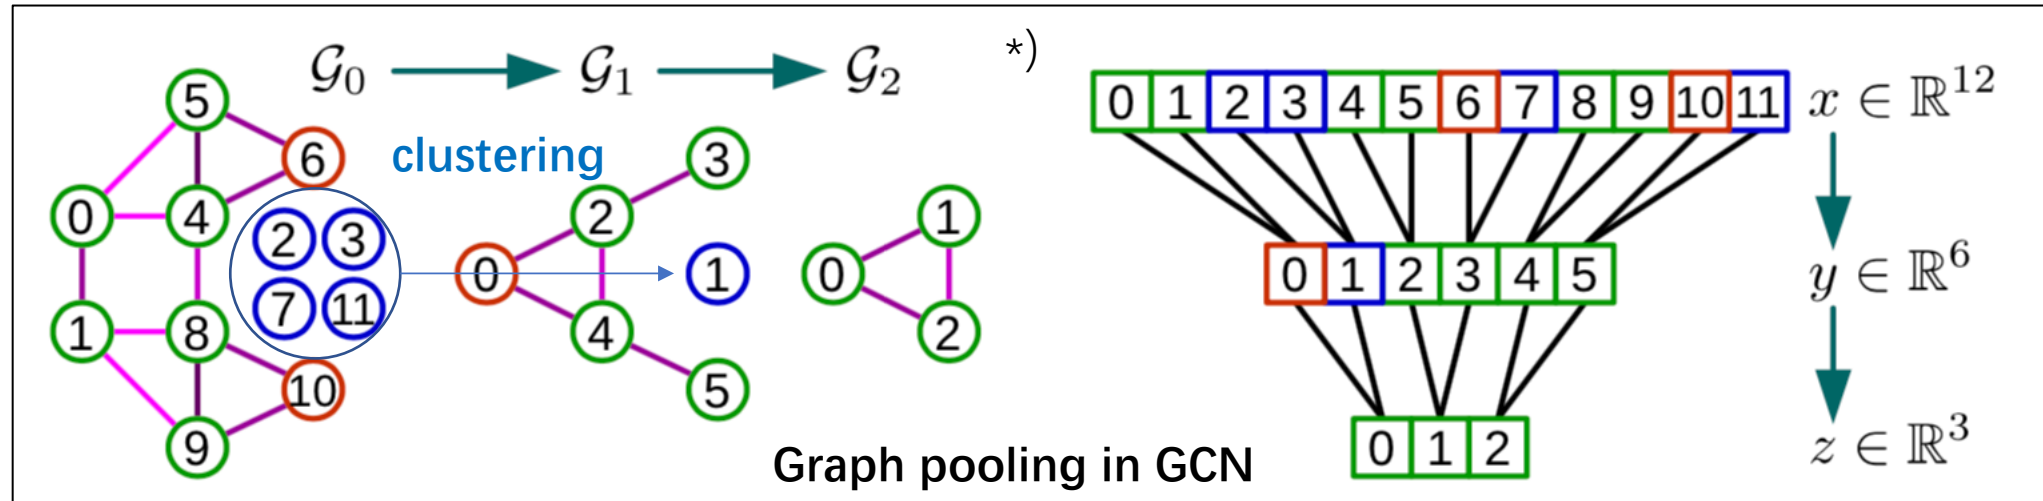 𝒢₀ → 𝒢₁ → 𝒢₂
*)
clustering
5
6
0
4
2
3
7
11
1
8
10
9
0
2
3
1
4
5
0
1
2
0 1 2 3 4 5 6 7 8 9 10 11
x ∈ ℝ¹²
0 1 2 3 4 5
y ∈ ℝ⁶
0 1 2
z ∈ ℝ³
Graph pooling in GCN